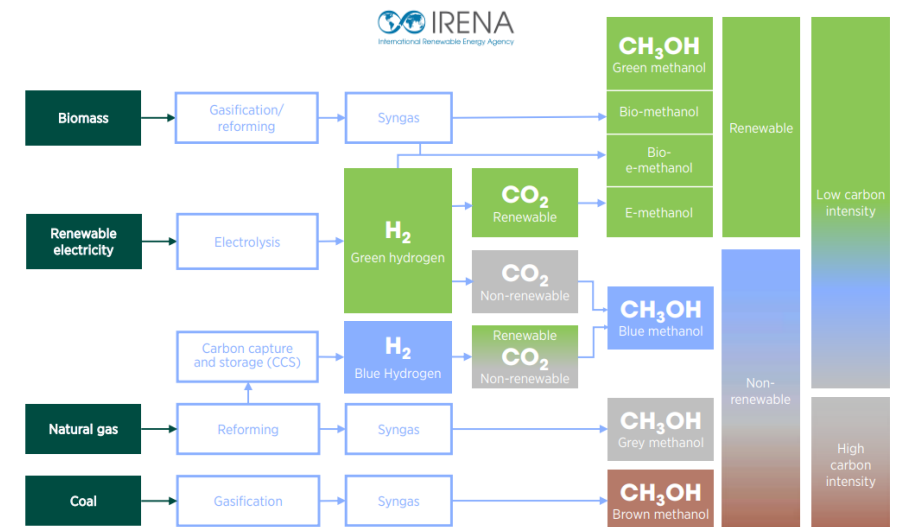 IRENA
International Renewable Energy Agency
CH₃OH
Green methanol
Biomass
Gasification/
reforming
Syngas
Bio-methanol
Renewable
Bio-
e-methanol
Low carbon
intensity
Renewable
electricity
Electrolysis
H₂
Green hydrogen
CO₂
Renewable
E-methanol
CO₂
Non-renewable
CH₃OH
Blue methanol
Carbon capture
and storage (CCS)
H₂
Blue Hydrogen
Renewable
CO₂
Non-renewable
Non-
renewable
Natural gas
Reforming
Syngas
CH₃OH
Grey methanol
High
carbon
intensity
Coal
Gasification
Syngas
CH₃OH
Brown methanol